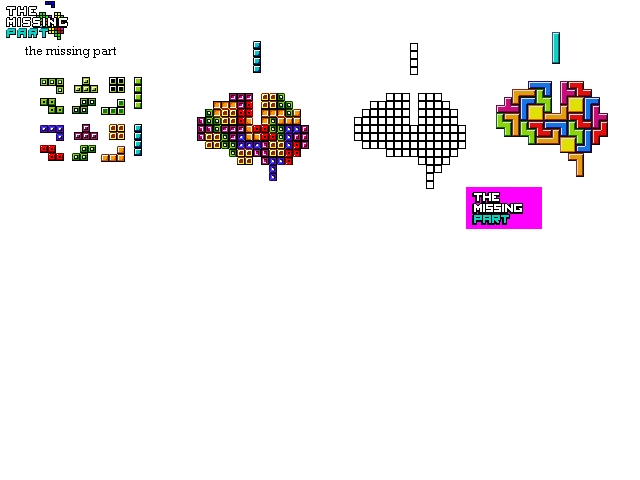 THE
MISSING
PART
the missing part
THE
MISSING
PART